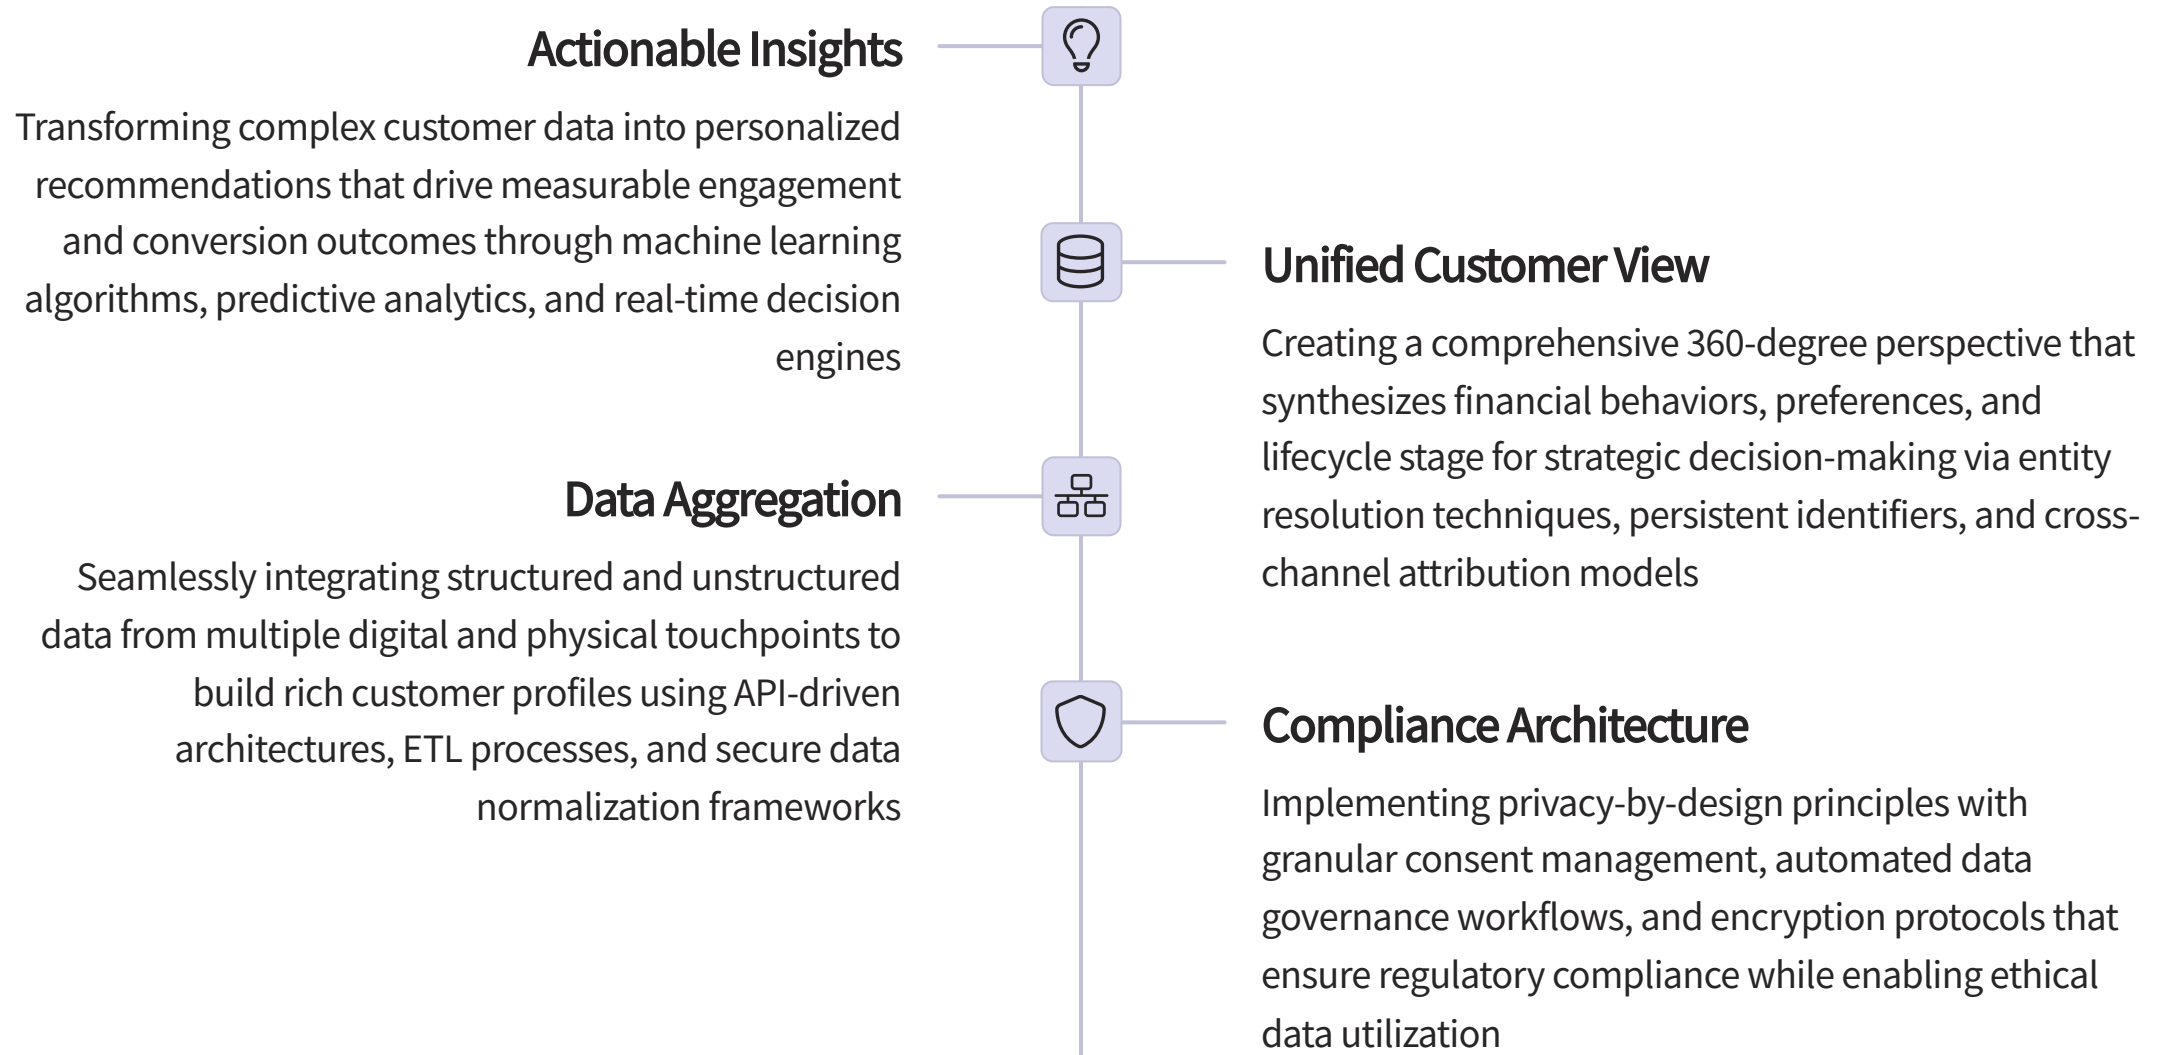 Actionable Insights
Transforming complex customer data into personalized
recommendations that drive measurable engagement
and conversion outcomes through machine learning
algorithms, predictive analytics, and real-time decision
engines
Unified Customer View
Creating a comprehensive 360-degree perspective that
synthesizes financial behaviors, preferences, and
lifecycle stage for strategic decision-making via entity
resolution techniques, persistent identifiers, and cross-
channel attribution models
Data Aggregation
Seamlessly integrating structured and unstructured
data from multiple digital and physical touchpoints to
build rich customer profiles using API-driven
architectures, ETL processes, and secure data
normalization frameworks
Compliance Architecture
Implementing privacy-by-design principles with
granular consent management, automated data
governance workflows, and encryption protocols that
ensure regulatory compliance while enabling ethical
data utilization